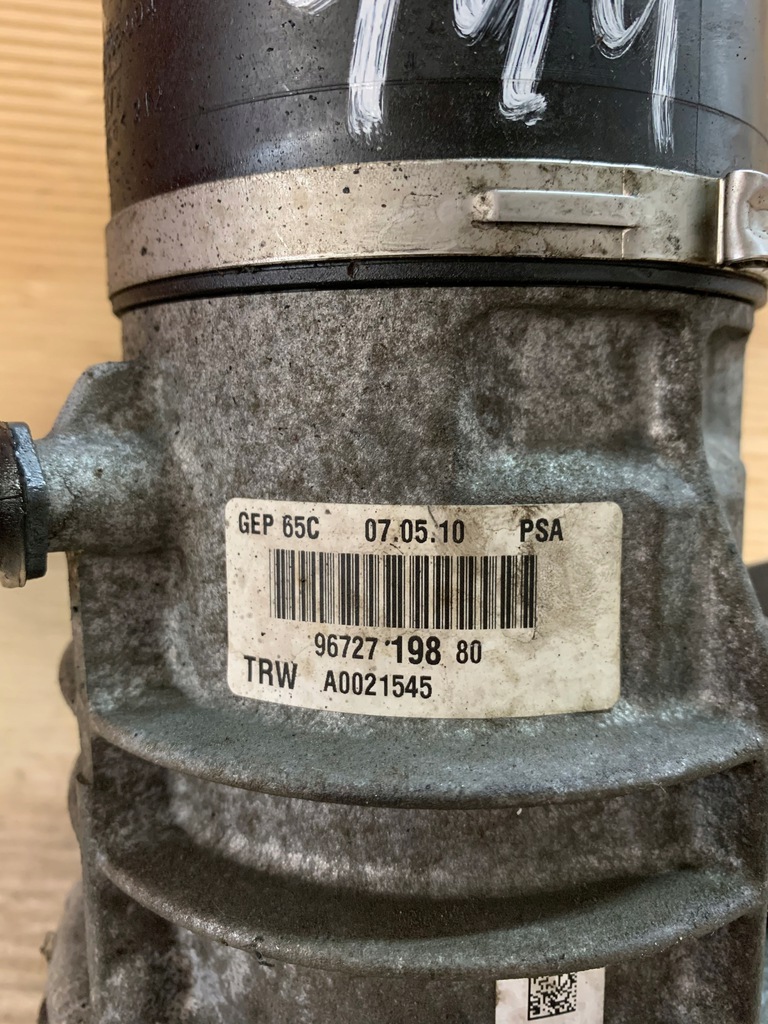 GEP 65C 07.05.10 PSA
96727 198 80
TRW A0021545